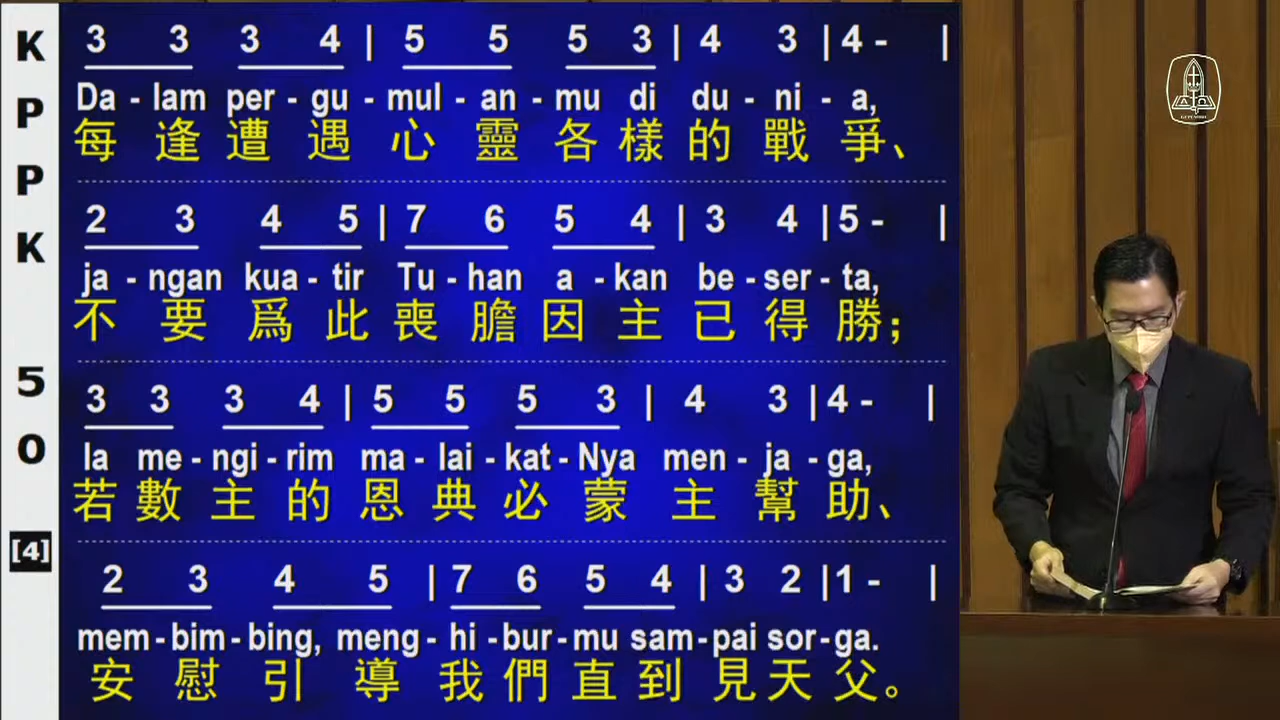 KPPK 50 [4]
3 3 3 4 | 5 5 5 3 | 4 3 | 4 - |
Da - lam per - gu - mul - an - mu di du - ni - a,
每逢遭遇心靈各樣的戰爭、
2 3 4 5 | 7 6 5 4 | 3 4 | 5 - |
ja - ngan kua - tir Tu - han a - kan be - ser - ta,
不要爲此喪膽因主已得勝；
3 3 3 4 | 5 5 5 3 | 4 3 | 4 - |
Ia me - ngi - rim ma - lai - kat - Nya men - ja - ga,
若數主的恩典必蒙主幫助、
2 3 4 5 | 7 6 5 4 | 3 2 | 1 - |
mem - bim - bing, meng - hi - bur - mu sam - pai sor - ga.
安慰引導我們直到見天父。